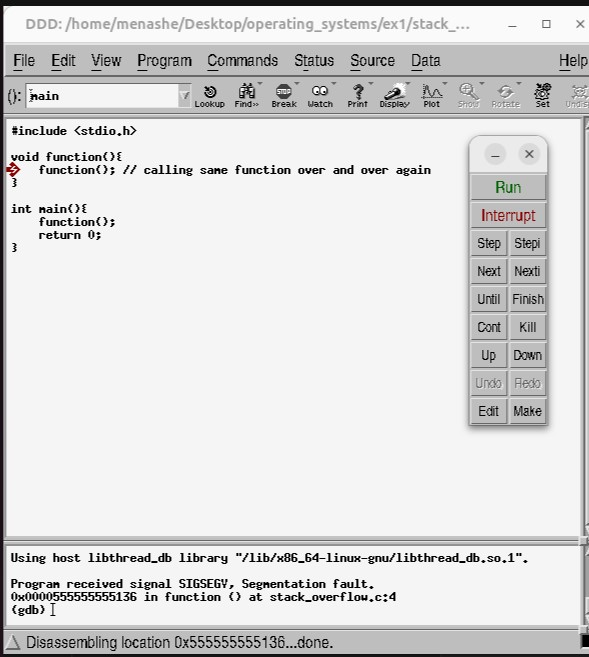 DDD: /home/menashe/Desktop/operating_systems/ex1/stack_...
File Edit View Program Commands Status Source Data Help
(): main
Lookup Find» Break Watch Print Display Plot Show Rotate Set Undis
#include <stdio.h>
void function(){
function(); // calling same function over and over again
}
int main(){
function();
return 0;
}
Run
Interrupt
Step Stepi
Next Nexti
Until Finish
Cont Kill
Up Down
Undo Redo
Edit Make
Using host libthread_db library "/lib/x86_64-linux-gnu/libthread_db.so.1".
Program received signal SIGSEGV, Segmentation fault.
0x0000555555555136 in function () at stack_overflow.c:4
(gdb)
Disassembling location 0x555555555136...done.